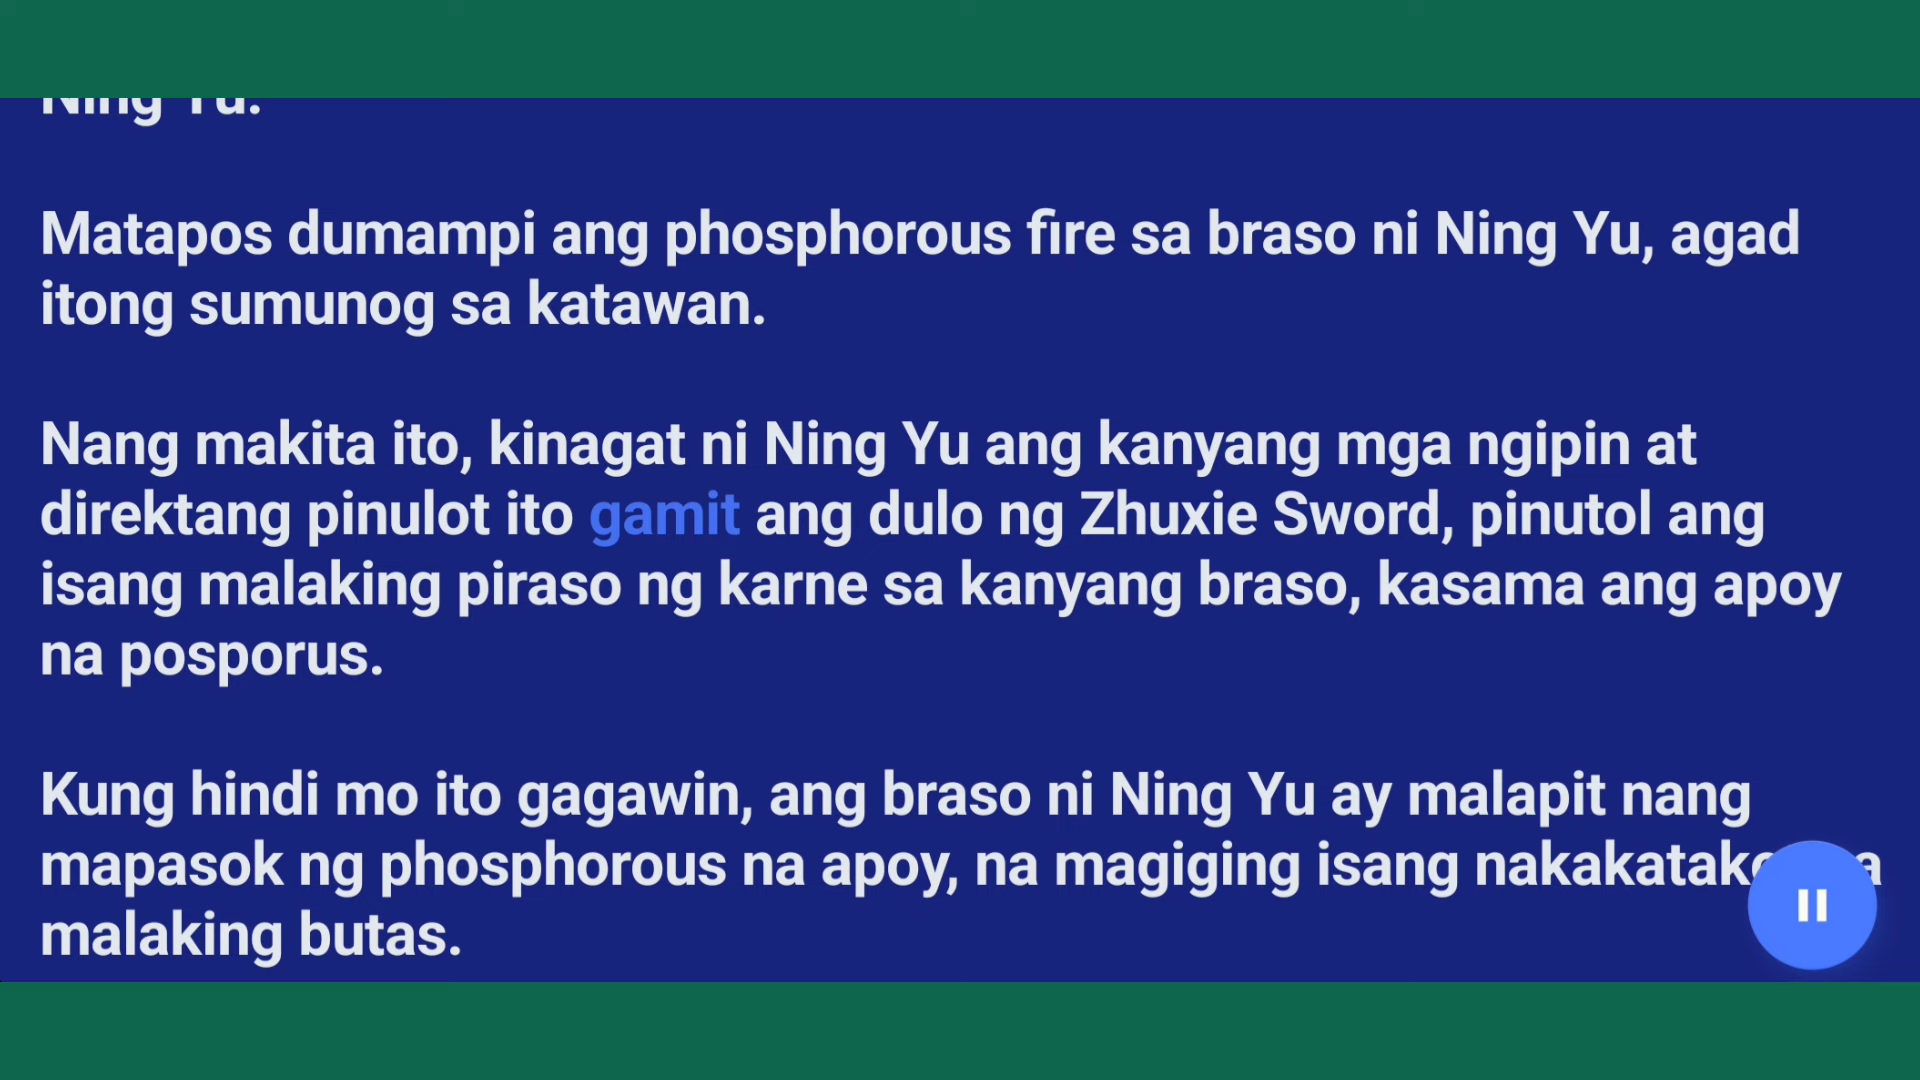 Ning Yu.
Matapos dumampi ang phosphorous fire sa braso ni Ning Yu, agad
itong sumunog sa katawan.
Nang makita ito, kinagat ni Ning Yu ang kanyang mga ngipin at
direktang pinulot ito gamit ang dulo ng Zhuxie Sword, pinutol ang
isang malaking piraso ng karne sa kanyang braso, kasama ang apoy
na posporus.
Kung hindi mo ito gagawin, ang braso ni Ning Yu ay malapit nang
mapasok ng phosphorous na apoy, na magiging isang
malaking butas.